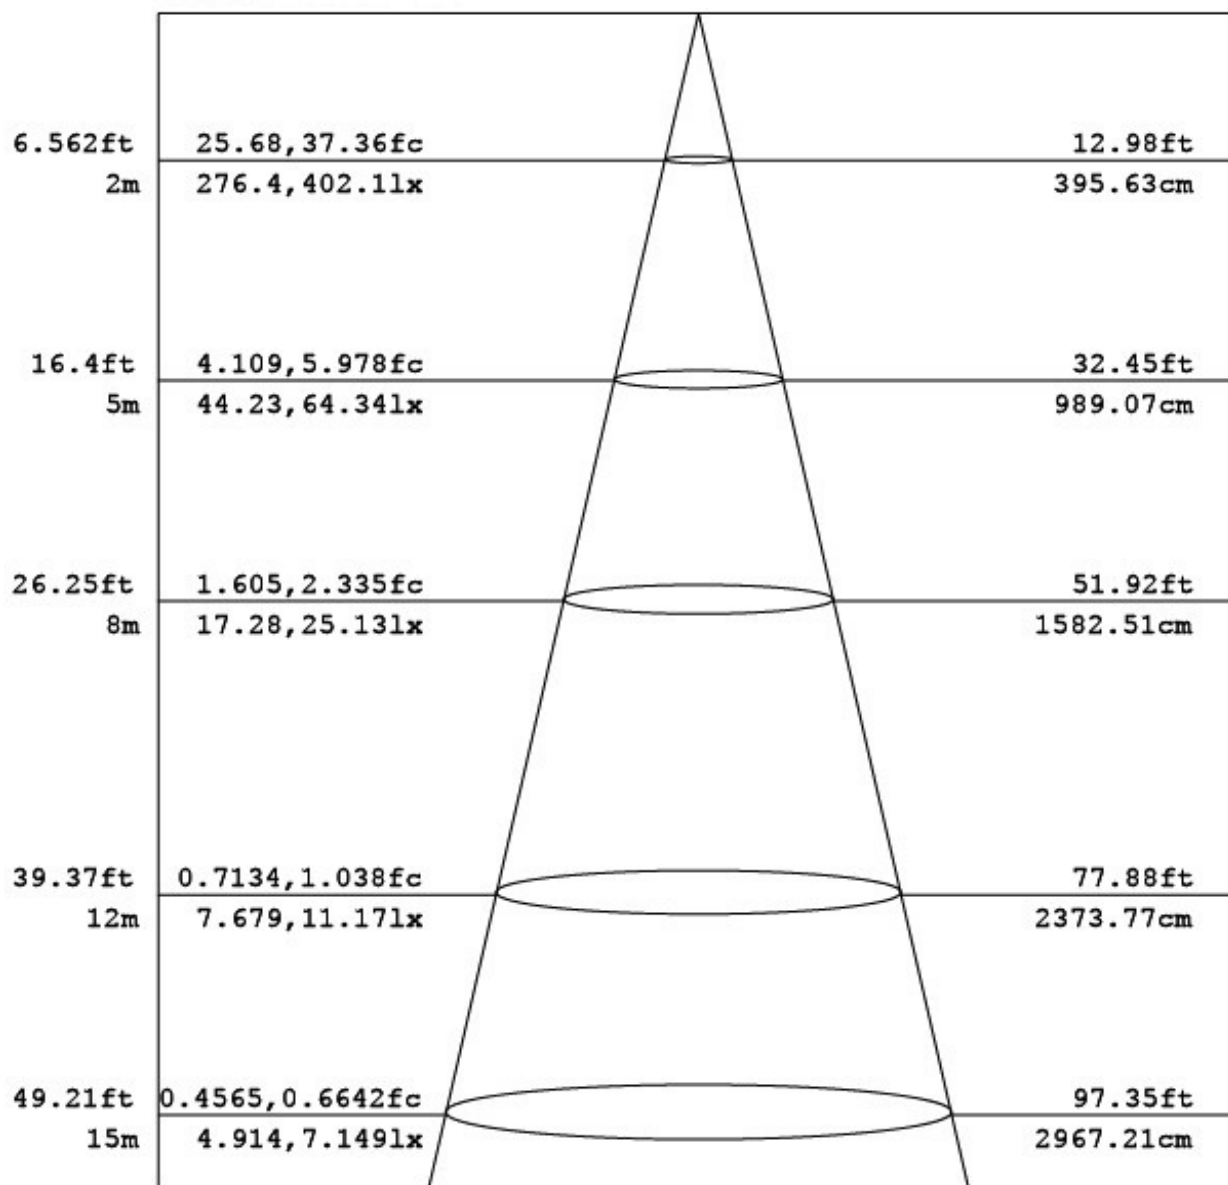 6.562ft 25.68,37.36fc 12.98ft
2m 276.4,402.1lx 395.63cm
16.4ft 4.109,5.978fc 32.45ft
5m 44.23,64.34lx 989.07cm
26.25ft 1.605,2.335fc 51.92ft
8m 17.28,25.13lx 1582.51cm
39.37ft 0.7134,1.038fc 77.88ft
12m 7.679,11.17lx 2373.77cm
49.21ft 0.4565,0.6642fc 97.35ft
15m 4.914,7.149lx 2967.21cm